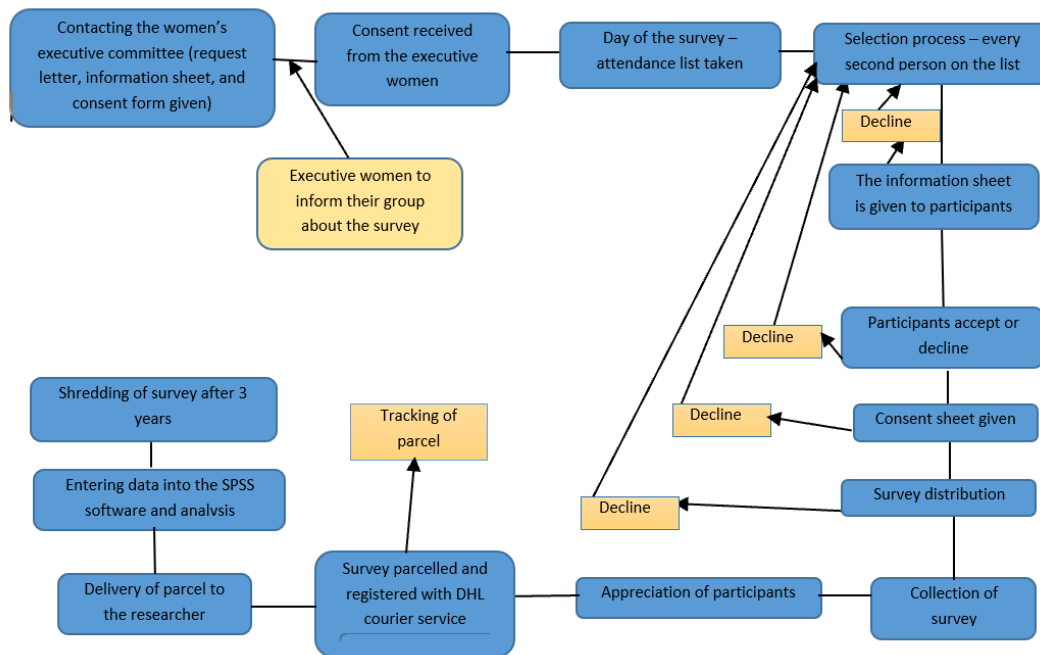 Contacting the women's
executive committee (request
letter, information sheet, and
consent form given)
Consent received
from the executive
women
Day of the survey –
attendance list taken
Selection process – every
second person on the list
Decline
Executive women to
inform their group
about the survey
The information sheet
is given to participants
Participants accept or
decline
Decline
Consent sheet given
Decline
Survey distribution
Decline
Collection of
survey
Appreciation of participants
Survey parcelled and
registered with DHL
courier service
Tracking of
parcel
Delivery of parcel to
the researcher
Entering data into the SPSS
software and analysis
Shredding of survey after 3
years